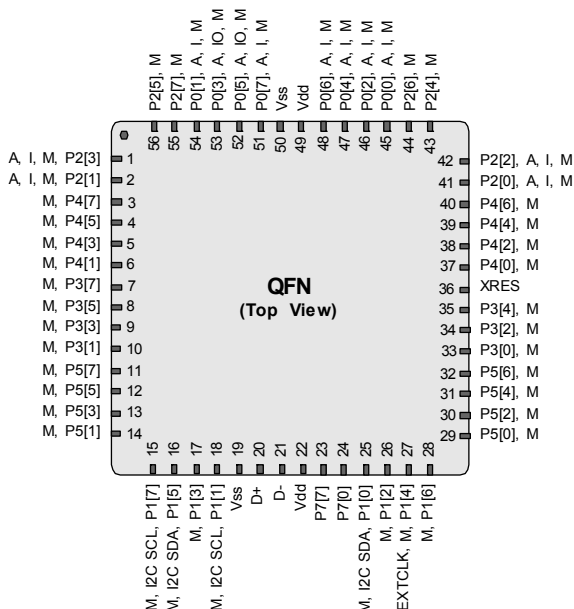 P2[5], M
P2[7], M
P0[1], A, I, M
P0[3], A, IO, M
P0[5], A, IO, M
P0[7], A, I, M
Vss
Vdd
P0[6], A, I, M
P0[4], A, I, M
P0[2], A, I, M
P0[0], A, I, M
P2[6], M
P2[4], M
56
55
54
53
52
51
50
49
48
47
46
45
44
43
A, I, M, P2[3] 1
A, I, M, P2[1] 2
M, P4[7] 3
M, P4[5] 4
M, P4[3] 5
M, P4[1] 6
M, P3[7] 7
M, P3[5] 8
M, P3[3] 9
M, P3[1] 10
M, P5[7] 11
M, P5[5] 12
M, P5[3] 13
M, P5[1] 14
QFN
(Top View)
42 P2[2], A, I, M
41 P2[0], A, I, M
40 P4[6], M
39 P4[4], M
38 P4[2], M
37 P4[0], M
36 XRES
35 P3[4], M
34 P3[2], M
33 P3[0], M
32 P5[6], M
31 P5[4], M
30 P5[2], M
29 P5[0], M
15
16
17
18
19
20
21
22
23
24
25
26
27
28
M, I2C SCL, P1[7]
M, I2C SDA, P1[5]
M, P1[3]
M, I2C SCL, P1[1]
Vss
D+
D-
Vdd
P7[7]
P7[0]
M, I2C SDA, P1[0]
M, P1[2]
EXTCLK, M, P1[4]
M, P1[6]